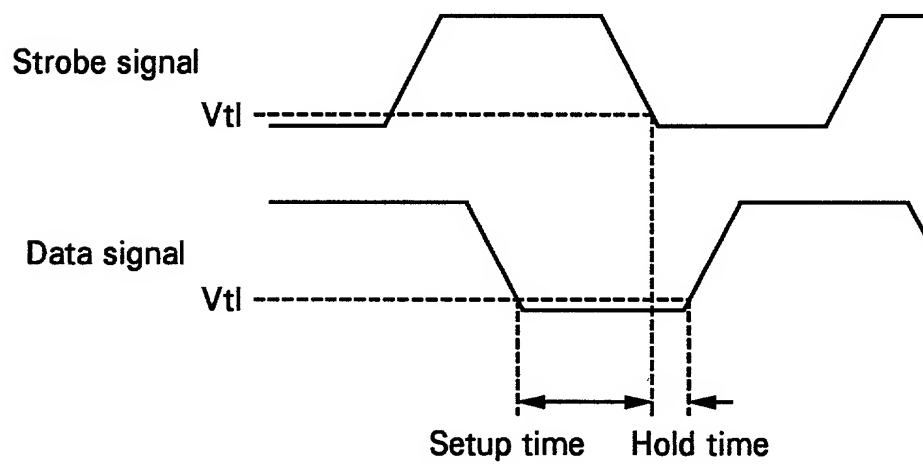 Strobe signal
Vtl
Data signal
Vtl
Setup time Hold time